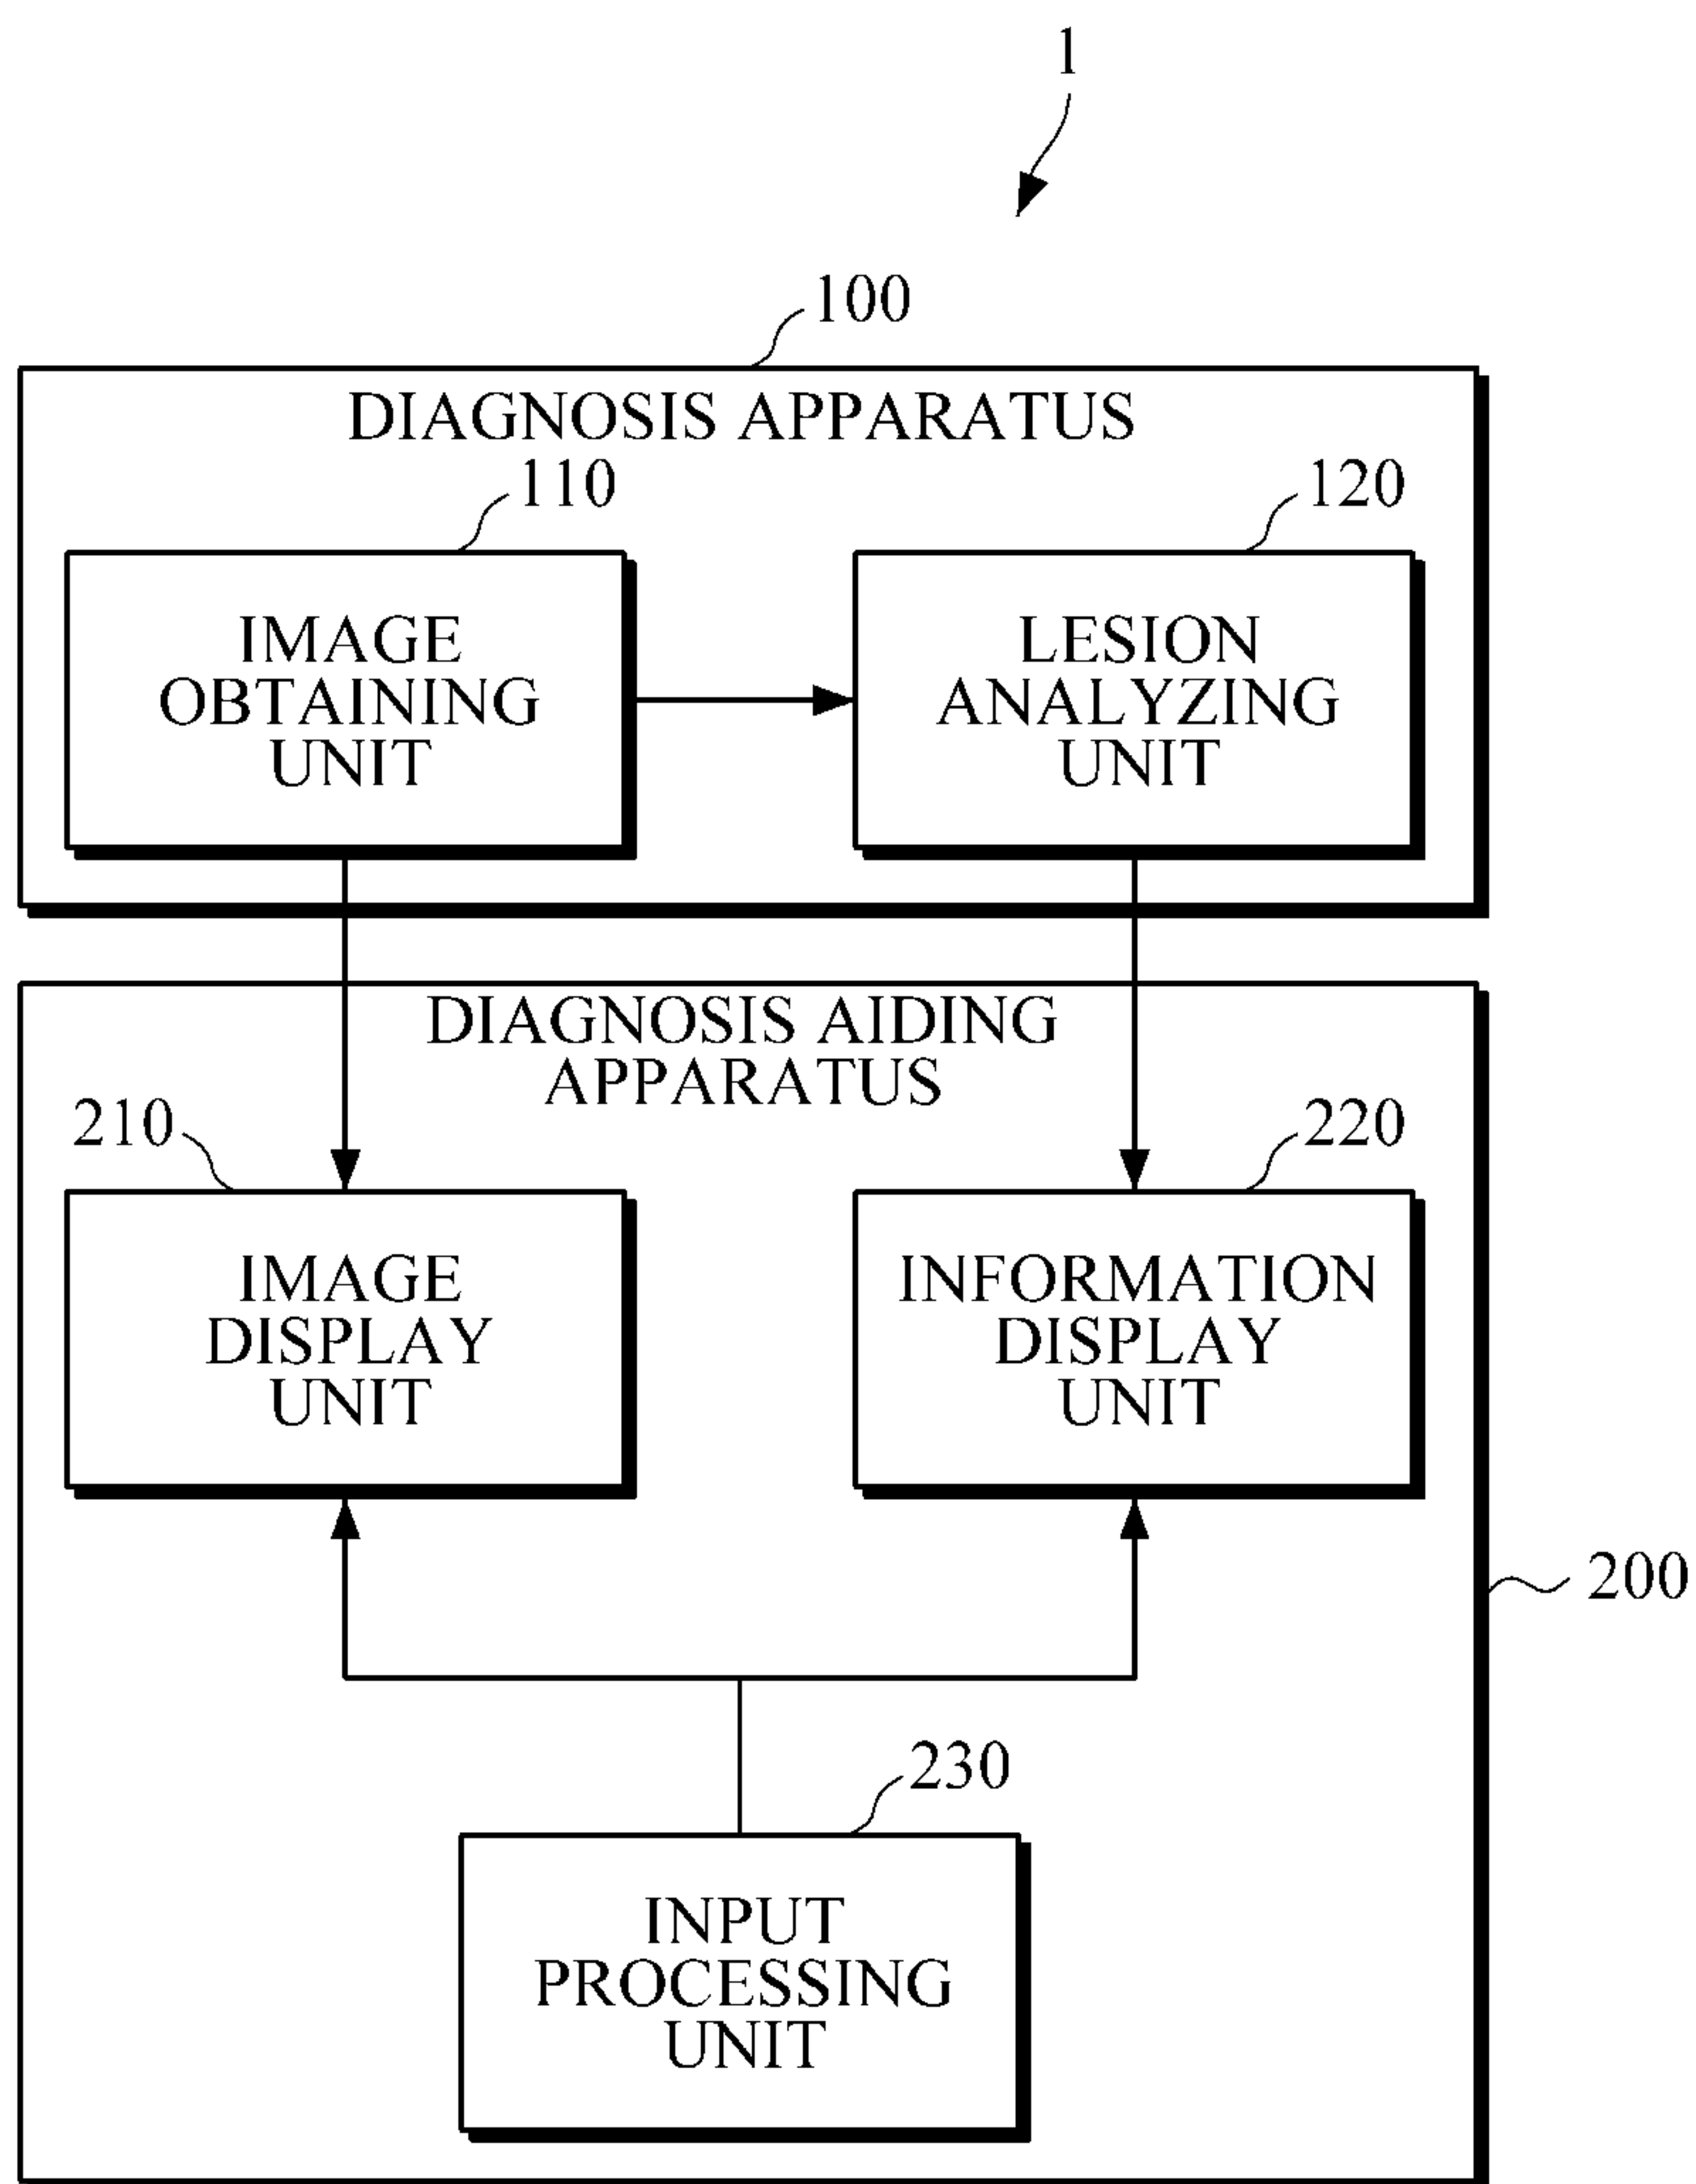 1
100
DIAGNOSIS APPARATUS
110
120
IMAGE
OBTAINING
UNIT
LESION
ANALYZING
UNIT
DIAGNOSIS AIDING
APPARATUS
210
220
IMAGE
DISPLAY
UNIT
INFORMATION
DISPLAY
UNIT
200
230
INPUT
PROCESSING
UNIT